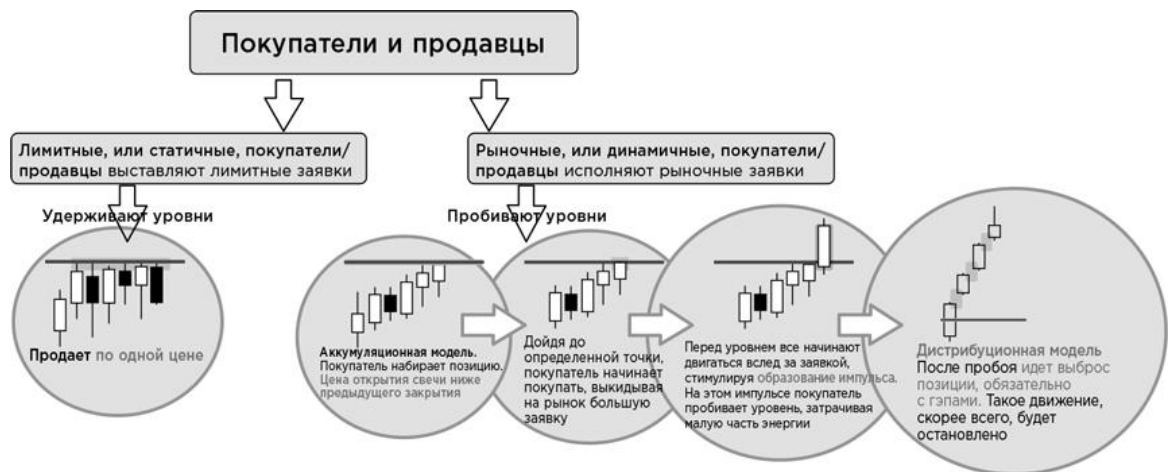 Покупатели и продавцы
Лимитные, или статичные, покупатели/
продавцы выставляют лимитные заявки
Рыночные, или динамичные, покупатели/
продавцы исполняют рыночные заявки
Удерживают уровни
Пробивают уровни
Продает по одной цене
Аккумуляционная модель.
Покупатель набирает позицию.
Цена открытия свечи ниже
предыдущего закрытия
Дойдя до
определенной точки,
покупатель начинает
покупать, выкидывая
на рынок большую
заявку
Перед уровнем все начинают
двигаться вслед за заявкой,
стимулируя образование импульса.
На этом импульсе покупатель
пробивает уровень, затрачивая
малую часть энергии
Дистрибуционная модель
После пробоя идет выброс
позиции, обязательно
с гэпами. Такое движение,
скорее всего, будет
остановлено